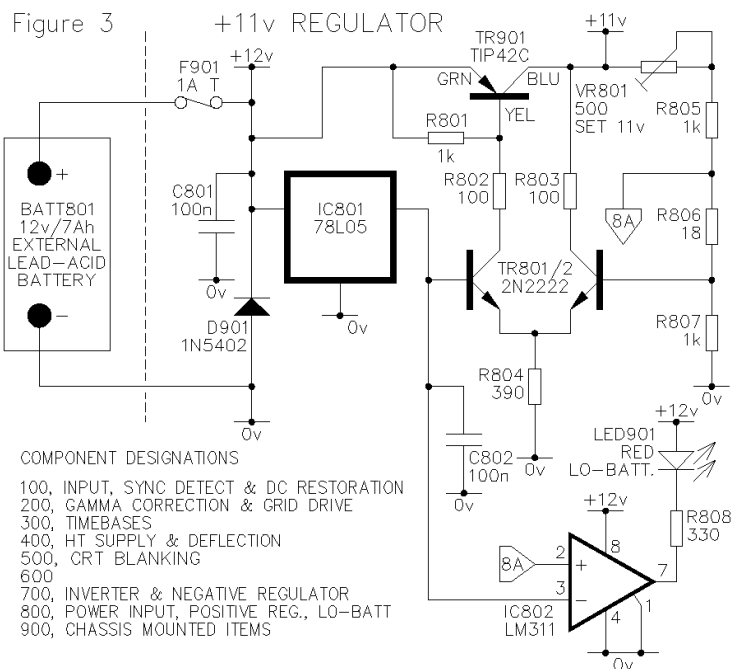 Figure 3
+11v REGULATOR
+12v
+11v
TR901
TIP42C
F901
1A T
GRN
BLU
YEL
VR801
500
SET 11v
R801
1k
R805
1k
+
BATT801
12v/7Ah
EXTERNAL
LEAD-ACID
BATTERY
-
C801
100n
0v
IC801
78L05
0v
R802
100
R803
100
8A
R806
18
TR801/2
2N2222
D901
1N5402
0v
R804
390
0v
R807
1k
0v
C802
100n
0v
+12v
LED901
RED
LO-BATT.
R808
330
+12v
8A
2
+
3
-
8
7
4
1
IC802
LM311
0v
COMPONENT DESIGNATIONS
100, INPUT, SYNC DETECT & DC RESTORATION
200, GAMMA CORRECTION & GRID DRIVE
300, TIMEBASES
400, HT SUPPLY & DEFLECTION
500, CRT BLANKING
600
700, INVERTER & NEGATIVE REGULATOR
800, POWER INPUT, POSITIVE REG., LO-BATT
900, CHASSIS MOUNTED ITEMS